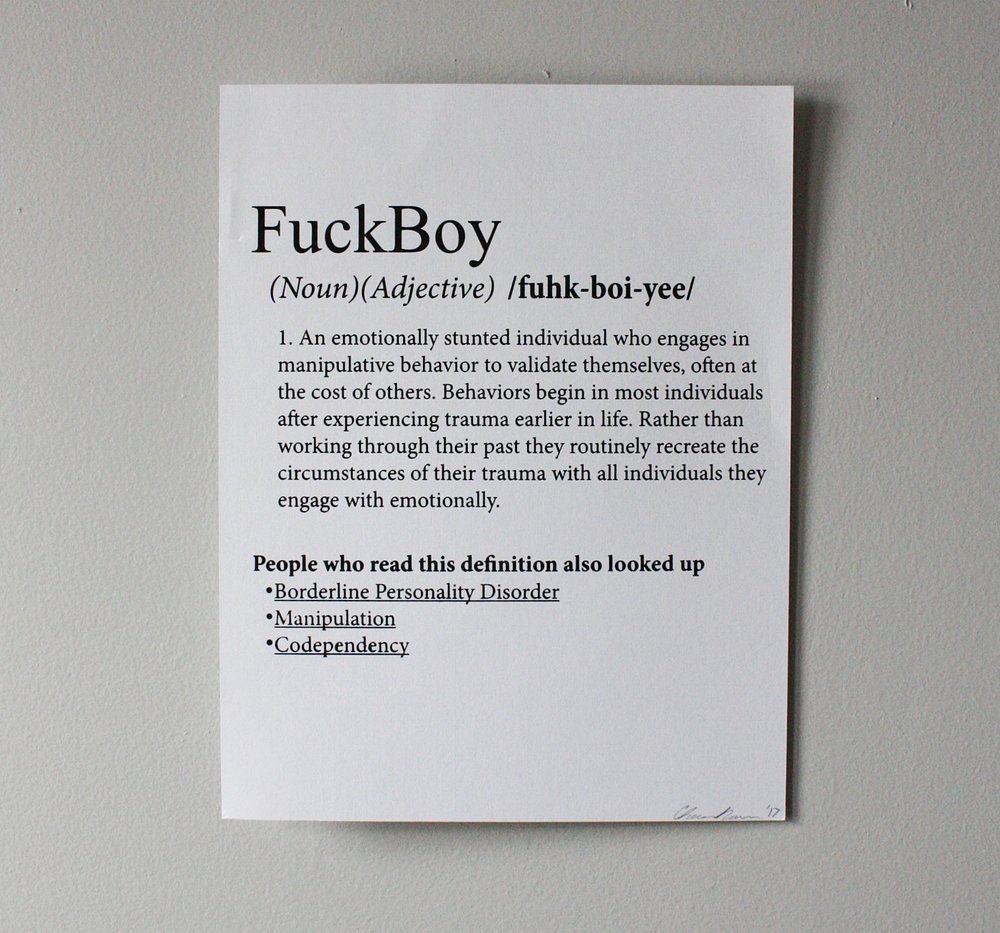 FuckBoy
(Noun)(Adjective) /fuhk-boi-yee/
1. An emotionally stunted individual who engages in
manipulative behavior to validate themselves, often at
the cost of others. Behaviors begin in most individuals
after experiencing trauma earlier in life. Rather than
working through their past they routinely recreate the
circumstances of their trauma with all individuals they
engage with emotionally.
People who read this definition also looked up
•Borderline Personality Disorder
•Manipulation
•Codependency
'17